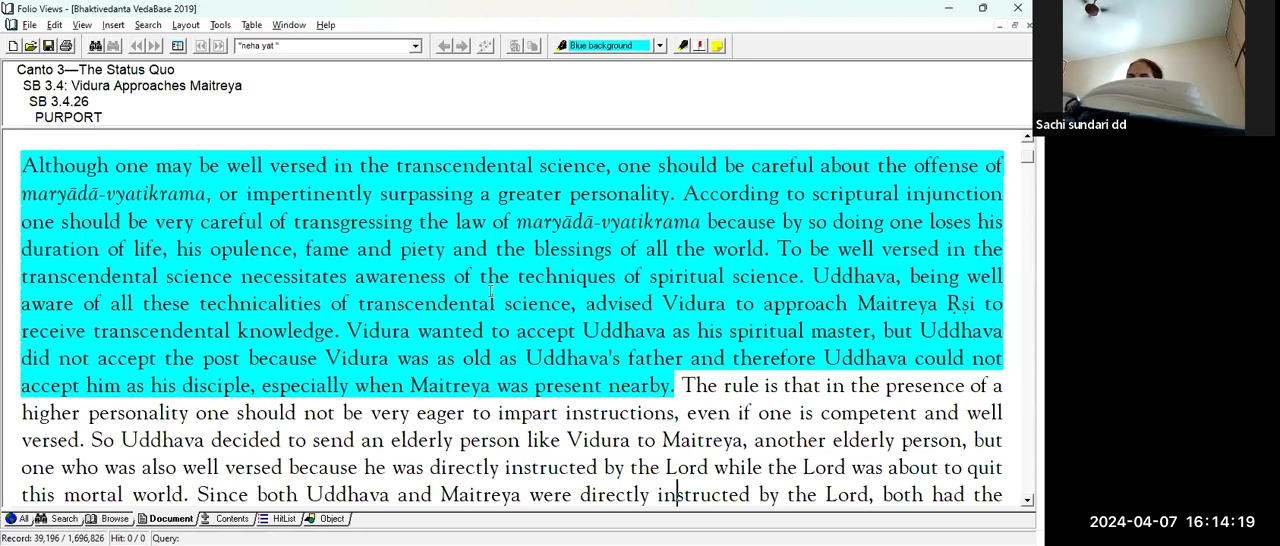 Folio Views - [Bhaktivedanta VedaBase 2019]
File Edit View Insert Search Layout Tools Table Window Help
"neha yat "
Blue background
Canto 3—The Status Quo
SB 3.4: Vidura Approaches Maitreya
SB 3.4.26
PURPORT
Although one may be well versed in the transcendental science, one should be careful about the offense of
maryādā-vyatikrama, or impertinently surpassing a greater personality. According to scriptural injunction
one should be very careful of transgressing the law of maryādā-vyatikrama because by so doing one loses his
duration of life, his opulence, fame and piety and the blessings of all the world. To be well versed in the
transcendental science necessitates awareness of the techniques of spiritual science. Uddhava, being well
aware of all these technicalities of transcendental science, advised Vidura to approach Maitreya Ṛṣi to
receive transcendental knowledge. Vidura wanted to accept Uddhava as his spiritual master, but Uddhava
did not accept the post because Vidura was as old as Uddhava's father and therefore Uddhava could not
accept him as his disciple, especially when Maitreya was present nearby. The rule is that in the presence of a
higher personality one should not be very eager to impart instructions, even if one is competent and well
versed. So Uddhava decided to send an elderly person like Vidura to Maitreya, another elderly person, but
one who was also well versed because he was directly instructed by the Lord while the Lord was about to quit
this mortal world. Since both Uddhava and Maitreya were directly instructed by the Lord, both had the
All Search Browse Document Contents HitList Object
Record: 39,196 / 1,696,826 Hit: 0 / 0 Query:
Sachi sundari dd
2024-04-07 16:14:19